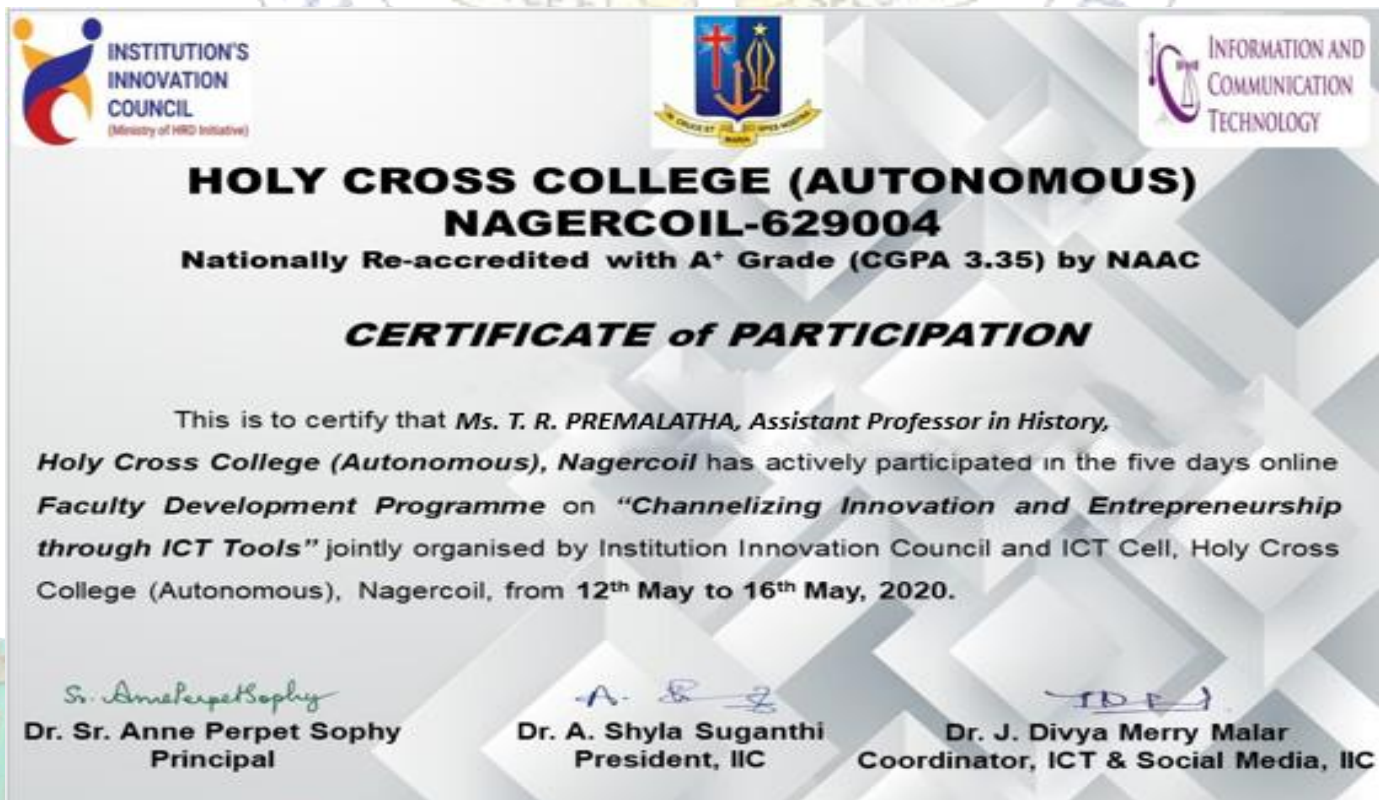 INSTITUTION'S
INNOVATION
COUNCIL
(Ministry of HRD Initiative)
INFORMATION AND
COMMUNICATION
TECHNOLOGY
HOLY CROSS COLLEGE (AUTONOMOUS)
NAGERCOIL-629004
Nationally Re-accredited with A⁺ Grade (CGPA 3.35) by NAAC
CERTIFICATE of PARTICIPATION
This is to certify that Ms. T. R. PREMALATHA, Assistant Professor in History,
Holy Cross College (Autonomous), Nagercoil has actively participated in the five days online
Faculty Development Programme on “Channelizing Innovation and Entrepreneurship
through ICT Tools” jointly organised by Institution Innovation Council and ICT Cell, Holy Cross
College (Autonomous), Nagercoil, from 12ᵗʰ May to 16ᵗʰ May, 2020.
Sr. AnnePerpetSophy
Dr. Sr. Anne Perpet Sophy
Principal
Dr. A. Shyla Suganthi
President, IIC
Dr. J. Divya Merry Malar
Coordinator, ICT & Social Media, IIC